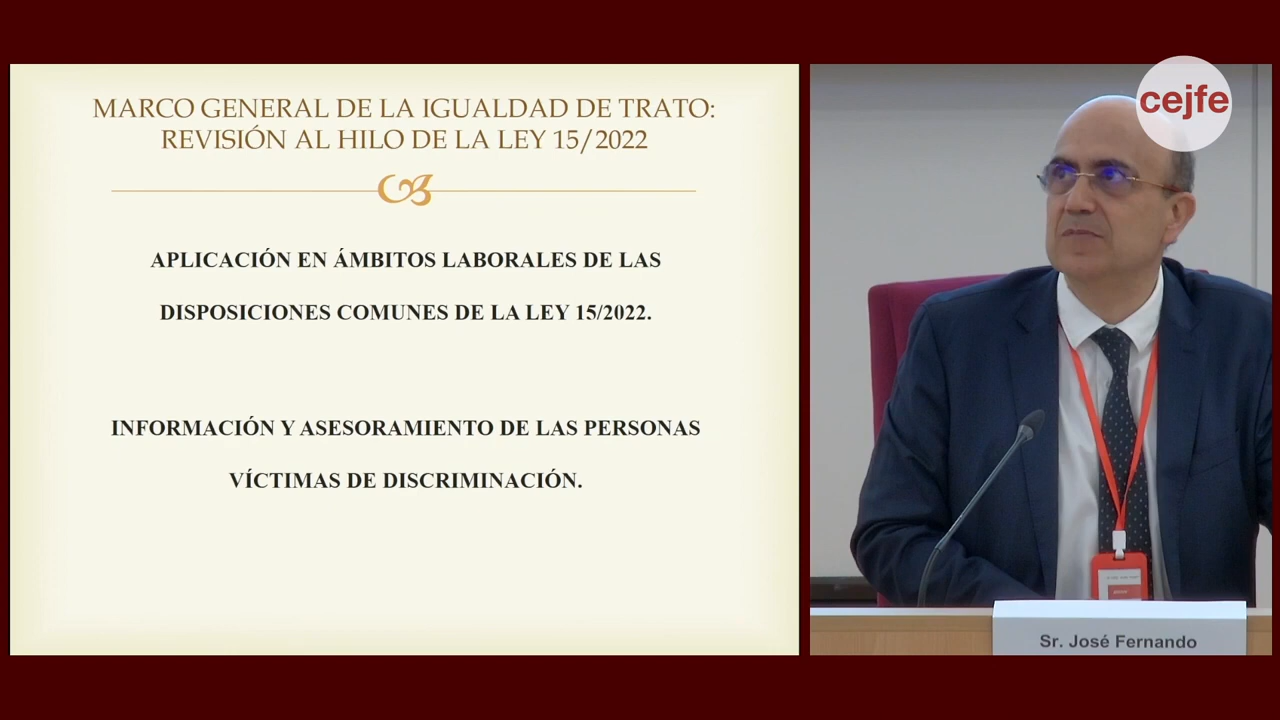 MARCO GENERAL DE LA IGUALDAD DE TRATO:
REVISIÓN AL HILO DE LA LEY 15/2022
APLICACIÓN EN ÁMBITOS LABORALES DE LAS
DISPOSICIONES COMUNES DE LA LEY 15/2022.
INFORMACIÓN Y ASESORAMIENTO DE LAS PERSONAS
VÍCTIMAS DE DISCRIMINACIÓN.
cejfe
Sr. José Fernando